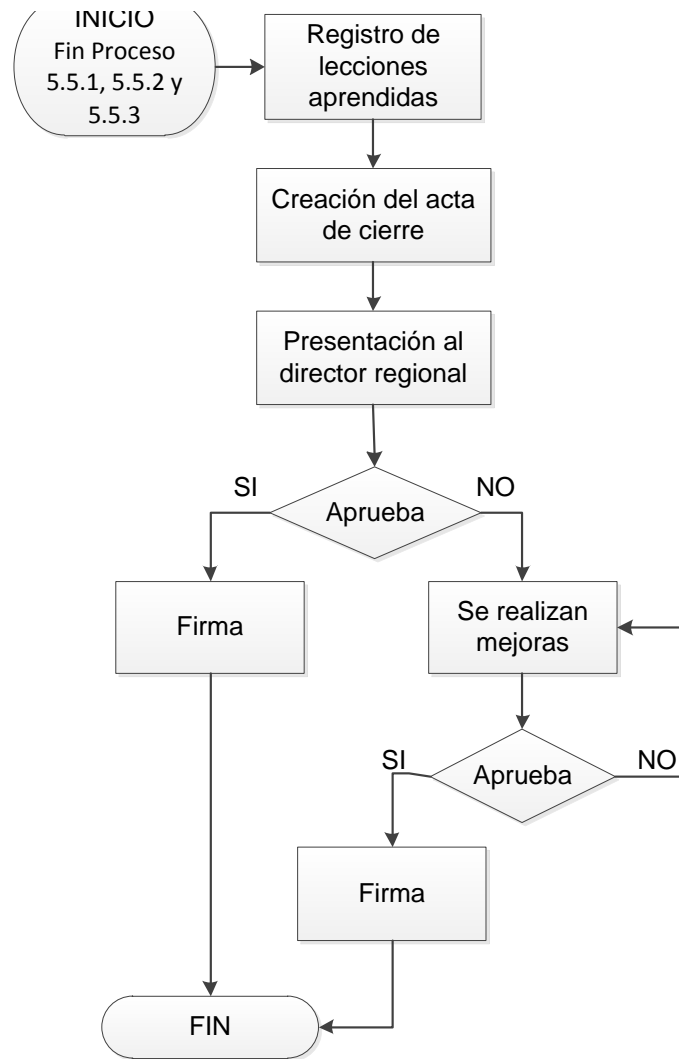 INICIO
Fin Proceso
5.5.1, 5.5.2 y
5.5.3
Registro de
lecciones
aprendidas
Creación del acta
de cierre
Presentación al
director regional
Aprueba
SI
NO
Firma
Se realizan
mejoras
Aprueba
SI
NO
Firma
FIN